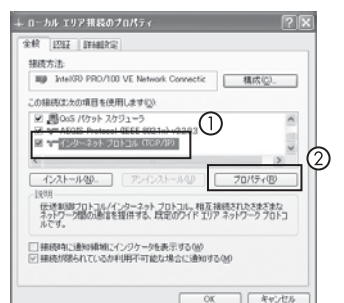 ローカル エリア接続のプロパティ
全般 認証 詳細設定
接続方法:
Intel(R) PRO/100 VE Network Connectic
構成(C)...
この接続は次の項目を使用します(O):
QoS パケット スケジューラ
①
AEGIS Protocol (IEEE 802.1x) v2.2.0.3
インターネット プロトコル (TCP/IP)
②
インストール(N)... アンインストール(U) プロパティ(R)
説明
伝送制御プロトコル/インターネット プロトコル。相互接続されたさまざまな
ネットワーク間の通信を提供する、既定のワイド エリア ネットワーク プロトコ
ルです。
接続時に通知領域にインジケータを表示する(W)
接続が限られているか利用不可能な場合に通知する(M)
OK キャンセル